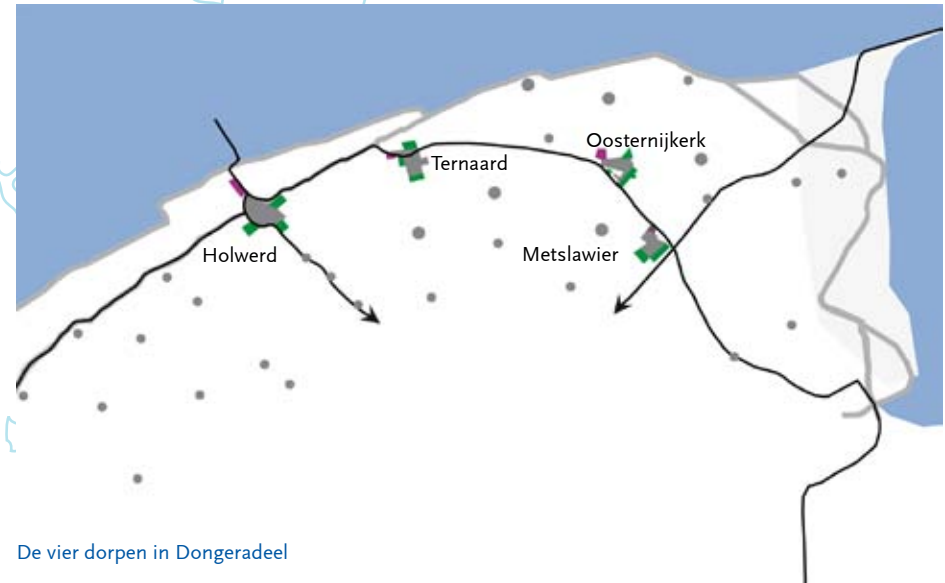 Oosternijkerk
Ternaard
Holwerd
Metslawier
De vier dorpen in Dongeradeel